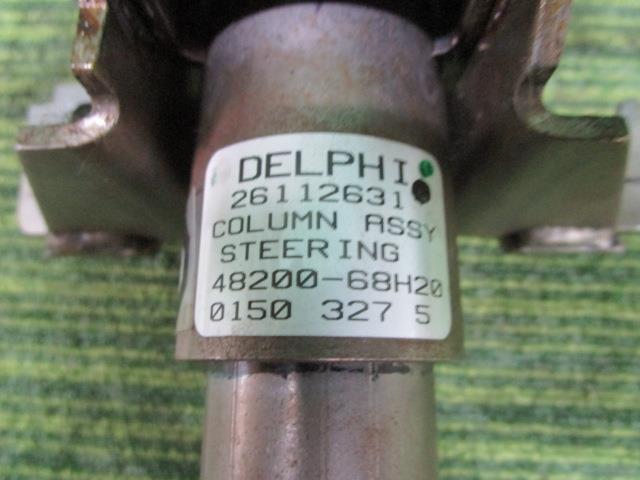 DELPHI
26112631
COLUMN ASSY
STEERING
48200-68H20
0150 327 5